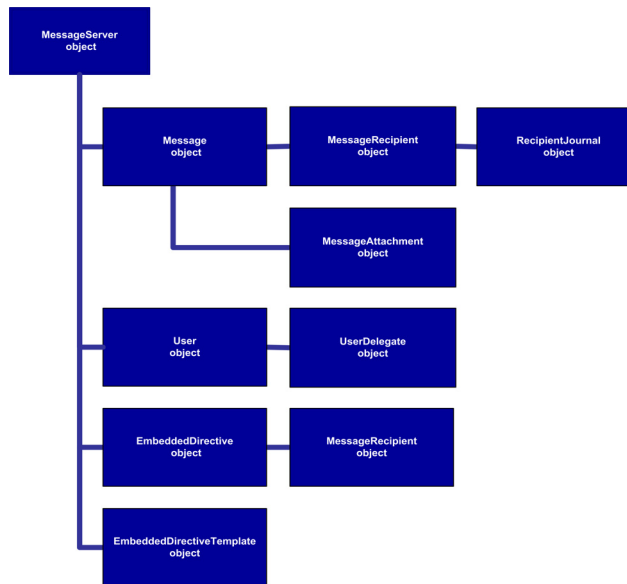 MessageServer
object
Message
object
MessageRecipient
object
RecipientJournal
object
MessageAttachment
object
User
object
UserDelegate
object
EmbeddedDirective
object
MessageRecipient
object
EmbeddedDirectiveTemplate
object